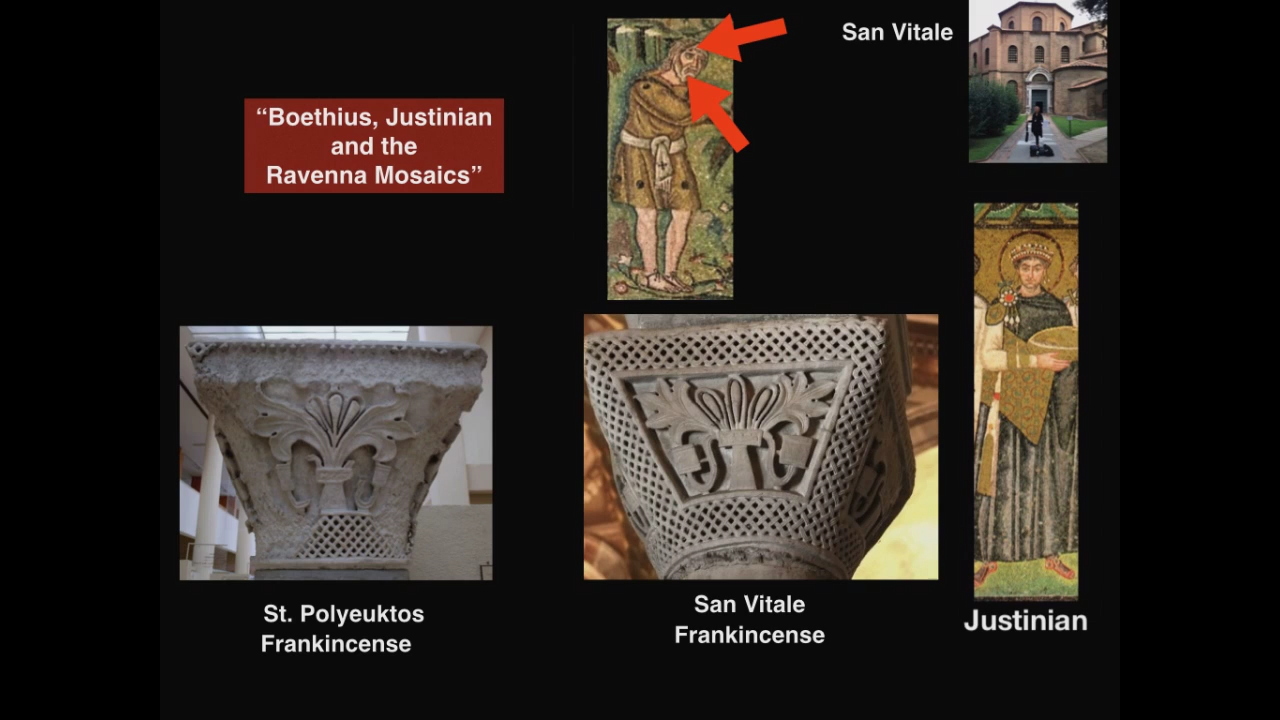 San Vitale
“Boethius, Justinian
and the
Ravenna Mosaics”
St. Polyeuktos
Frankincense
San Vitale
Frankincense
Justinian